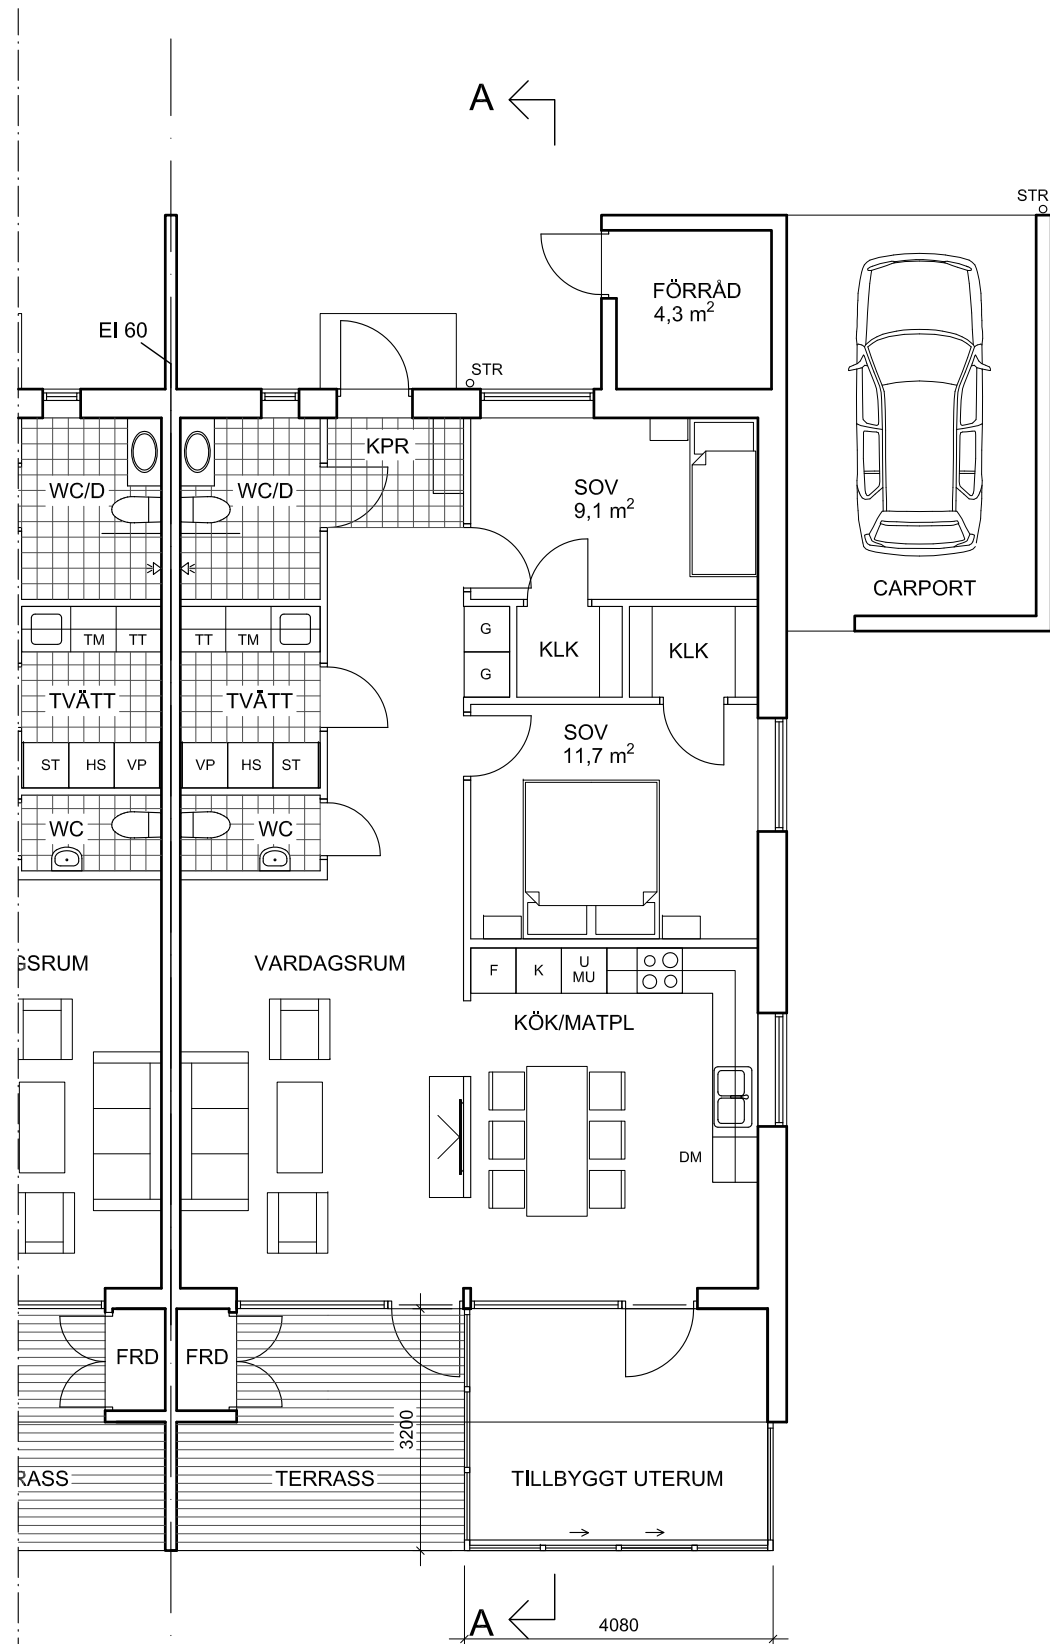 A
STR
FÖRRÅD
4,3 m²
EI 60
STR
KPR
WC/D
WC/D
SOV
9,1 m²
CARPORT
TM
TT
TT
TM
G
KLK
KLK
G
TVÄTT
TVÄTT
SOV
11,7 m²
ST
HS
VP
VP
HS
ST
WC
WC
GSRUM
VARDAGSRUM
F
K
U
MU
KÖK/MATPL
DM
FRD
FRD
3200
RASS
TERRASS
TILLBYGGT UTERUM
A
4080